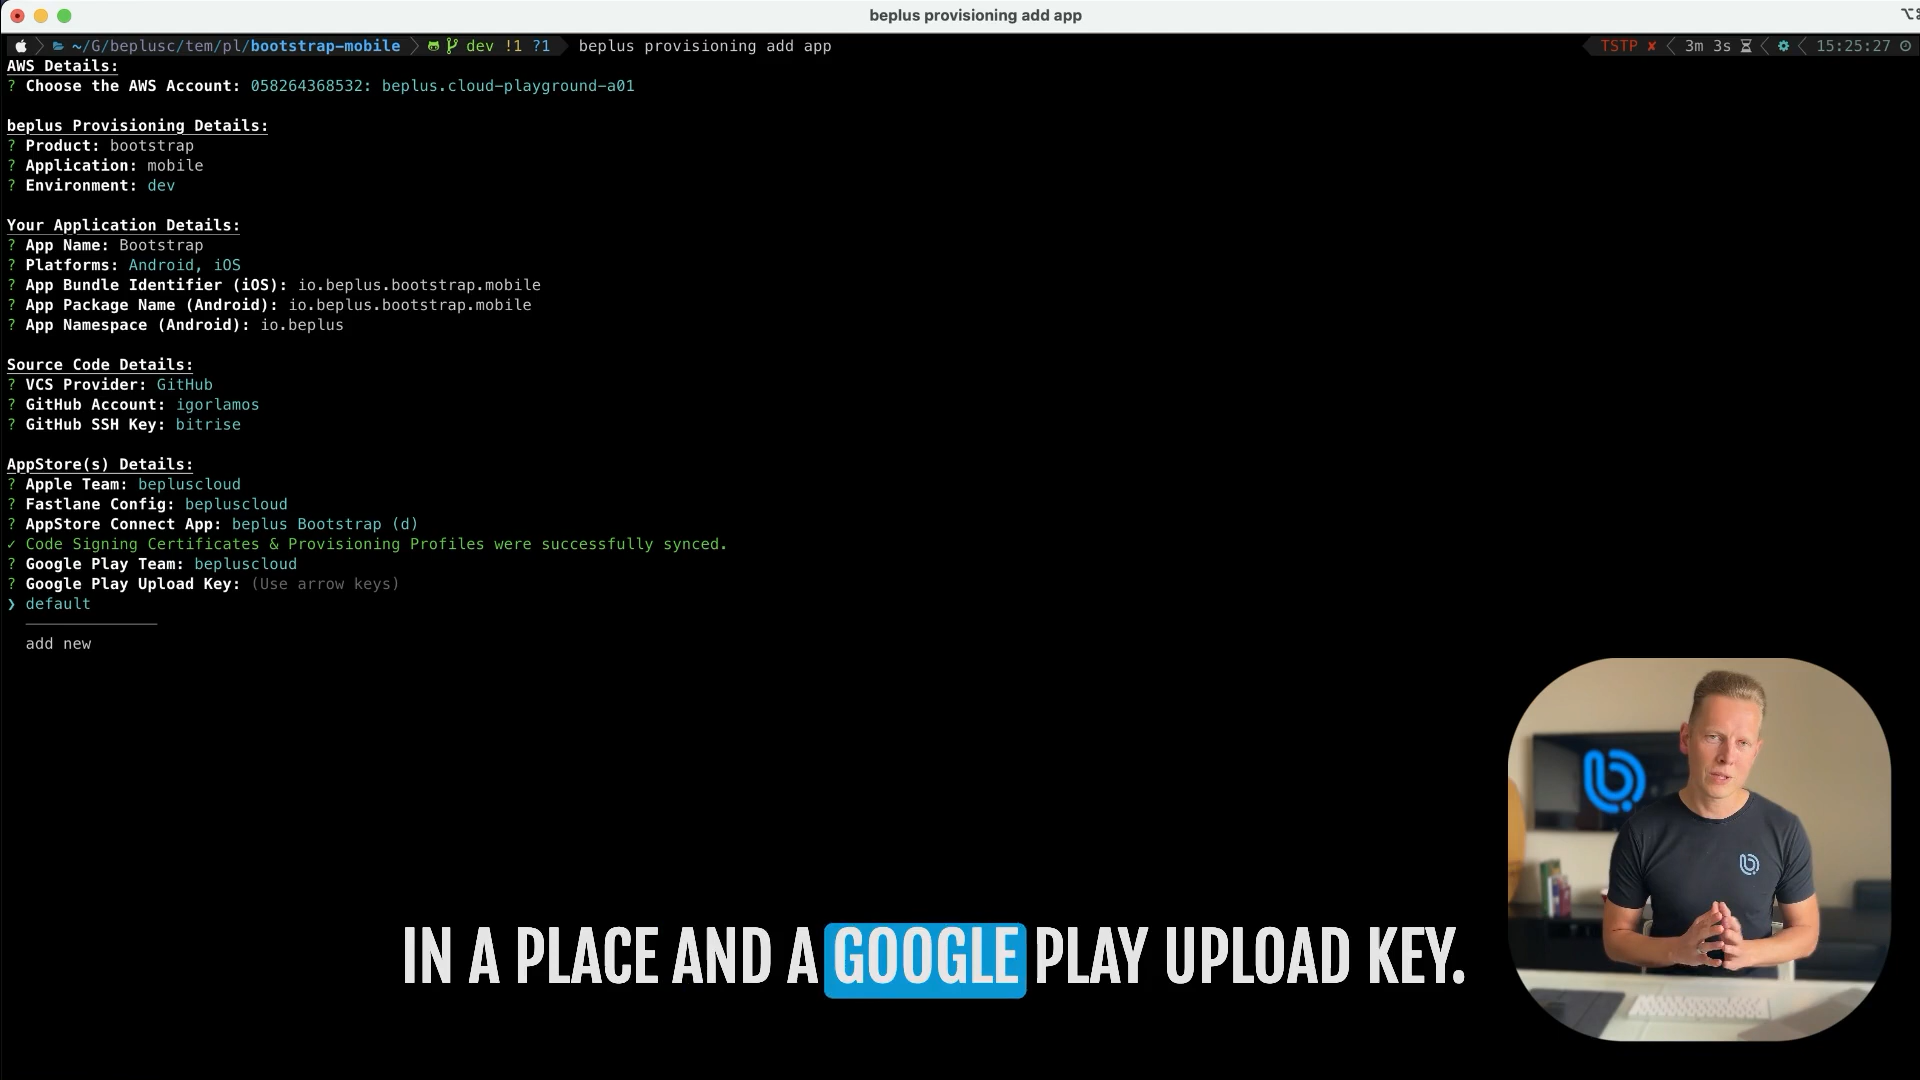 beplus provisioning add app
~/G/beplusc/tem/pl/bootstrap-mobile dev !1 ?1 beplus provisioning add app TSTP ✘ 3m 3s 15:25:27
AWS Details:
? Choose the AWS Account: 058264368532: beplus.cloud-playground-a01
beplus Provisioning Details:
? Product: bootstrap
? Application: mobile
? Environment: dev
Your Application Details:
? App Name: Bootstrap
? Platforms: Android, iOS
? App Bundle Identifier (iOS): io.beplus.bootstrap.mobile
? App Package Name (Android): io.beplus.bootstrap.mobile
? App Namespace (Android): io.beplus
Source Code Details:
? VCS Provider: GitHub
? GitHub Account: igorlamos
? GitHub SSH Key: bitrise
AppStore(s) Details:
? Apple Team: bepluscloud
? Fastlane Config: bepluscloud
? AppStore Connect App: beplus Bootstrap (d)
✓ Code Signing Certificates & Provisioning Profiles were successfully synced.
? Google Play Team: bepluscloud
? Google Play Upload Key: (Use arrow keys)
❯ default
add new
IN A PLACE AND A GOOGLE PLAY UPLOAD KEY.